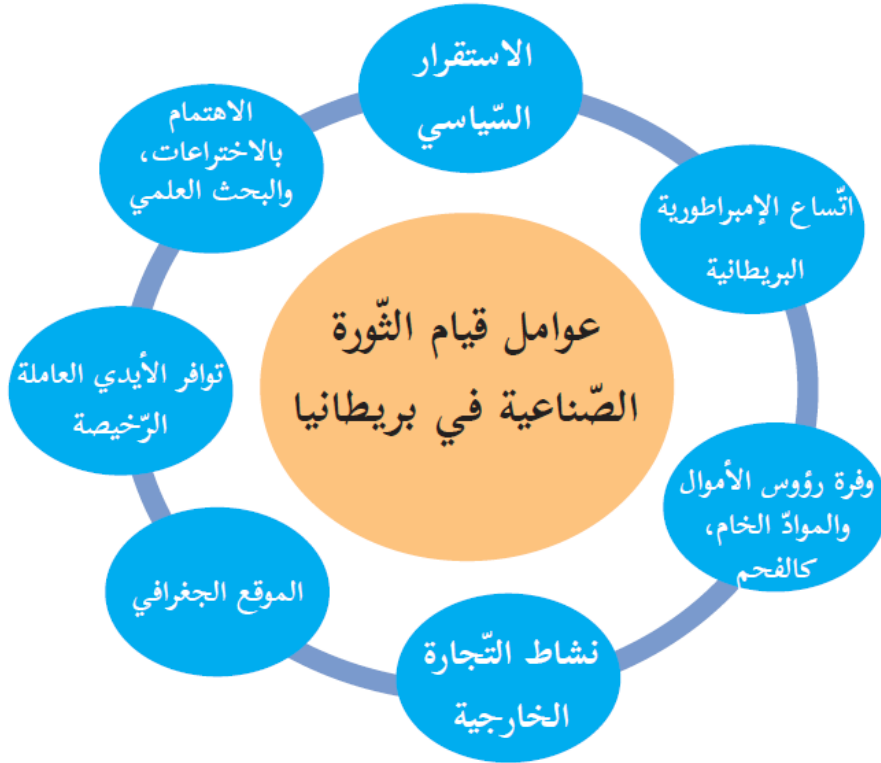 عوامل قيام الثّورة
الصّناعية في بريطانيا
الاستقرار
السّياسي
اتّساع الإمبراطورية
البريطانية
وفرة رؤوس الأموال
والموادّ الخام،
كالفحم
نشاط التّجارة
الخارجية
الموقع الجغرافي
توافر الأيدي العاملة
الرّخيصة
الاهتمام
بالاختراعات،
والبحث العلمي